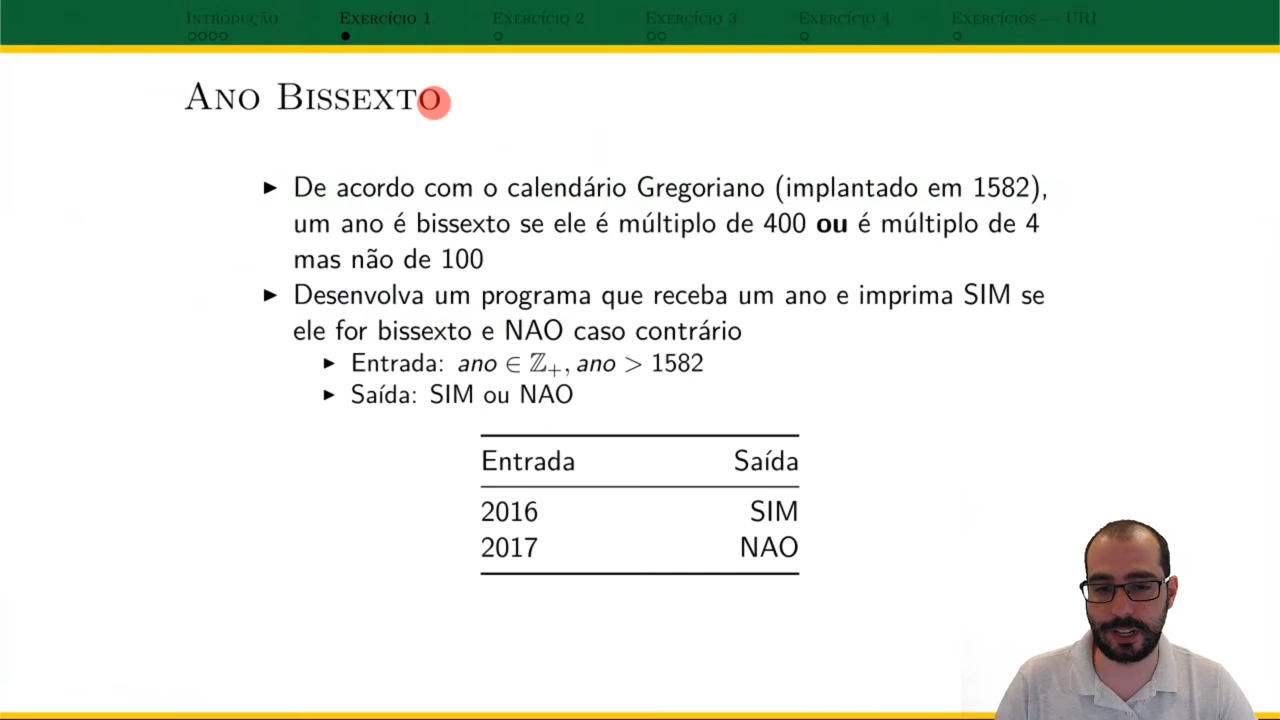 Introdução Exercício 1 Exercício 2 Exercício 3 Exercício 4 Exercícios — URI
Ano Bissexto
▶ De acordo com o calendário Gregoriano (implantado em 1582),
um ano é bissexto se ele é múltiplo de 400 ou é múltiplo de 4
mas não de 100
▶ Desenvolva um programa que receba um ano e imprima SIM se
ele for bissexto e NAO caso contrário
▶ Entrada: ano ∈ ℤ₊, ano > 1582
▶ Saída: SIM ou NAO
Entrada Saída
2016 SIM
2017 NAO